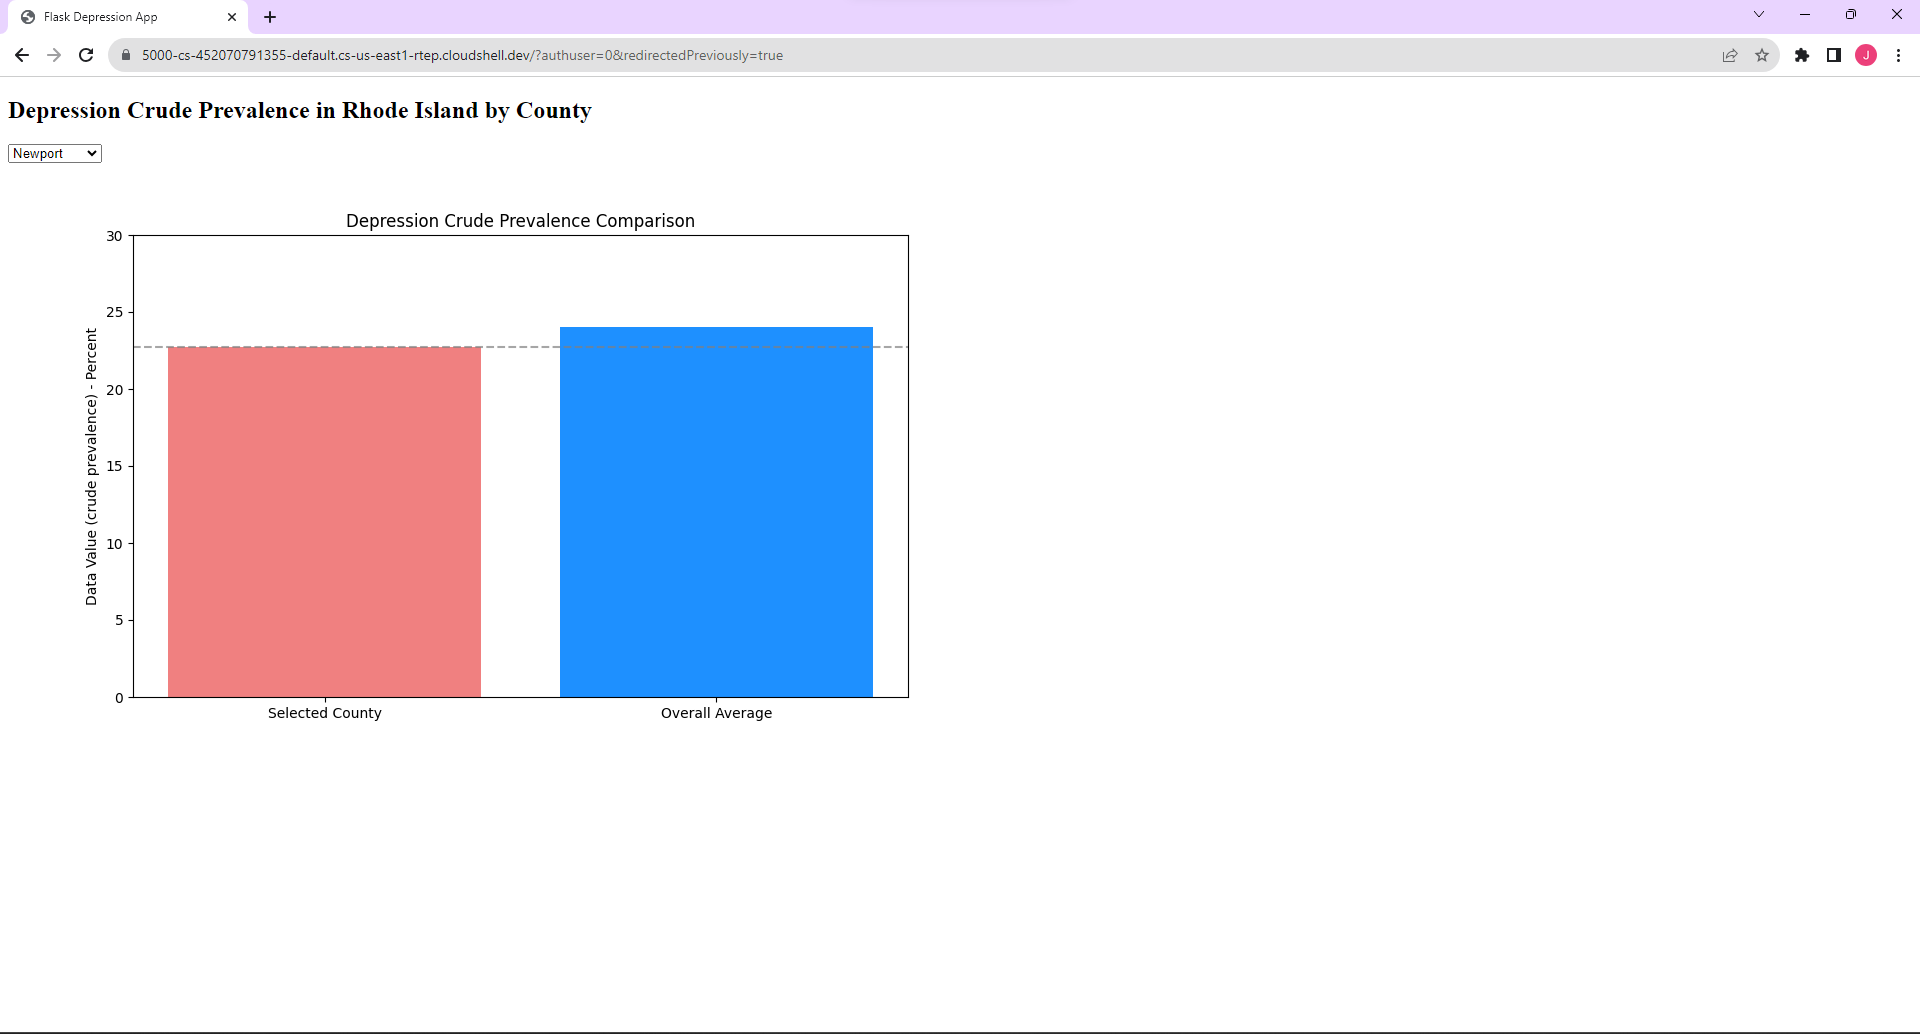 Flask Depression App
5000-cs-452070791355-default.cs-us-east1-rtep.cloudshell.dev/?authuser=0&redirectedPreviously=true
J
Depression Crude Prevalence in Rhode Island by County
Newport
Depression Crude Prevalence Comparison
Data Value (crude prevalence) - Percent
30
25
20
15
10
5
0
Selected County Overall Average